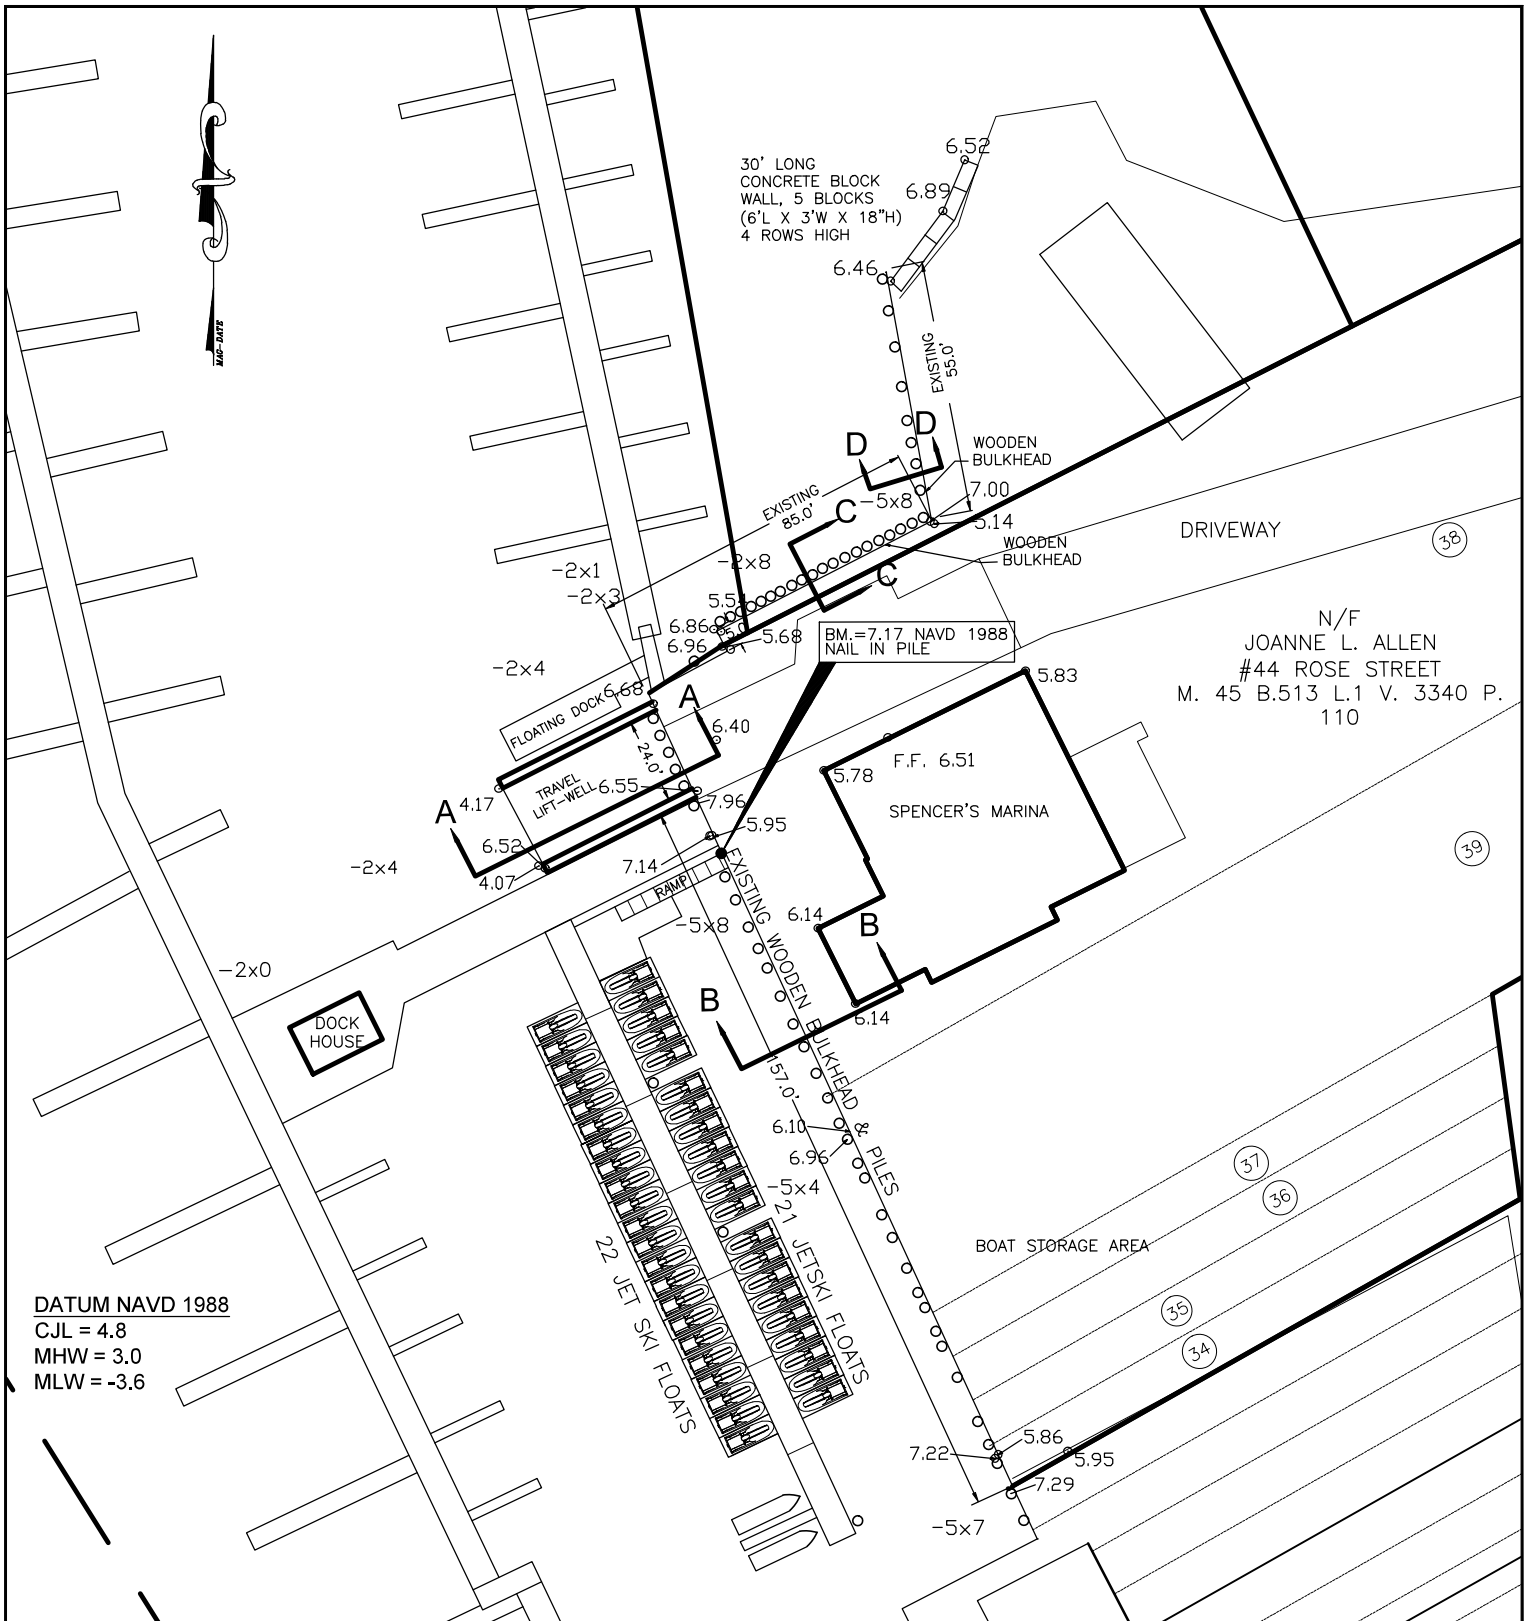 MAG-DATE
30' LONG
CONCRETE BLOCK
WALL, 5 BLOCKS
(6'L X 3'W X 18"H)
4 ROWS HIGH
6.52
6.89
6.46
EXISTING
55.0'
D
D
WOODEN
BULKHEAD
EXISTING
85.0'
-5x8
7.00
5.14
C
WOODEN
BULKHEAD
C
DRIVEWAY
38
-2x1
-2x8
-2x3
5.54
6.86
5.0'
6.96
5.68
BM.=7.17 NAVD 1988
NAIL IN PILE
N/F
JOANNE L. ALLEN
#44 ROSE STREET
M. 45 B.513 L.1 V. 3340 P.
110
-2x4
6.68
FLOATING DOCK
A
6.40
24.0'
5.83
F.F. 6.51
5.78
SPENCER'S MARINA
TRAVEL
LIFT-WELL
6.55
4.17
7.96
A
5.95
6.52
7.14
4.07
-2x4
RAMP
39
EXISTING WOODEN BULKHEAD & PILES
-5x8
6.14
B
-2x0
B
6.14
DOCK
HOUSE
157.0'
6.10
6.96
-5x4
37
36
22 JET SKI FLOATS
21 JETSKI FLOATS
BOAT STORAGE AREA
35
34
DATUM NAVD 1988
CJL = 4.8
MHW = 3.0
MLW = -3.6
7.22
5.86
5.95
7.29
-5x7